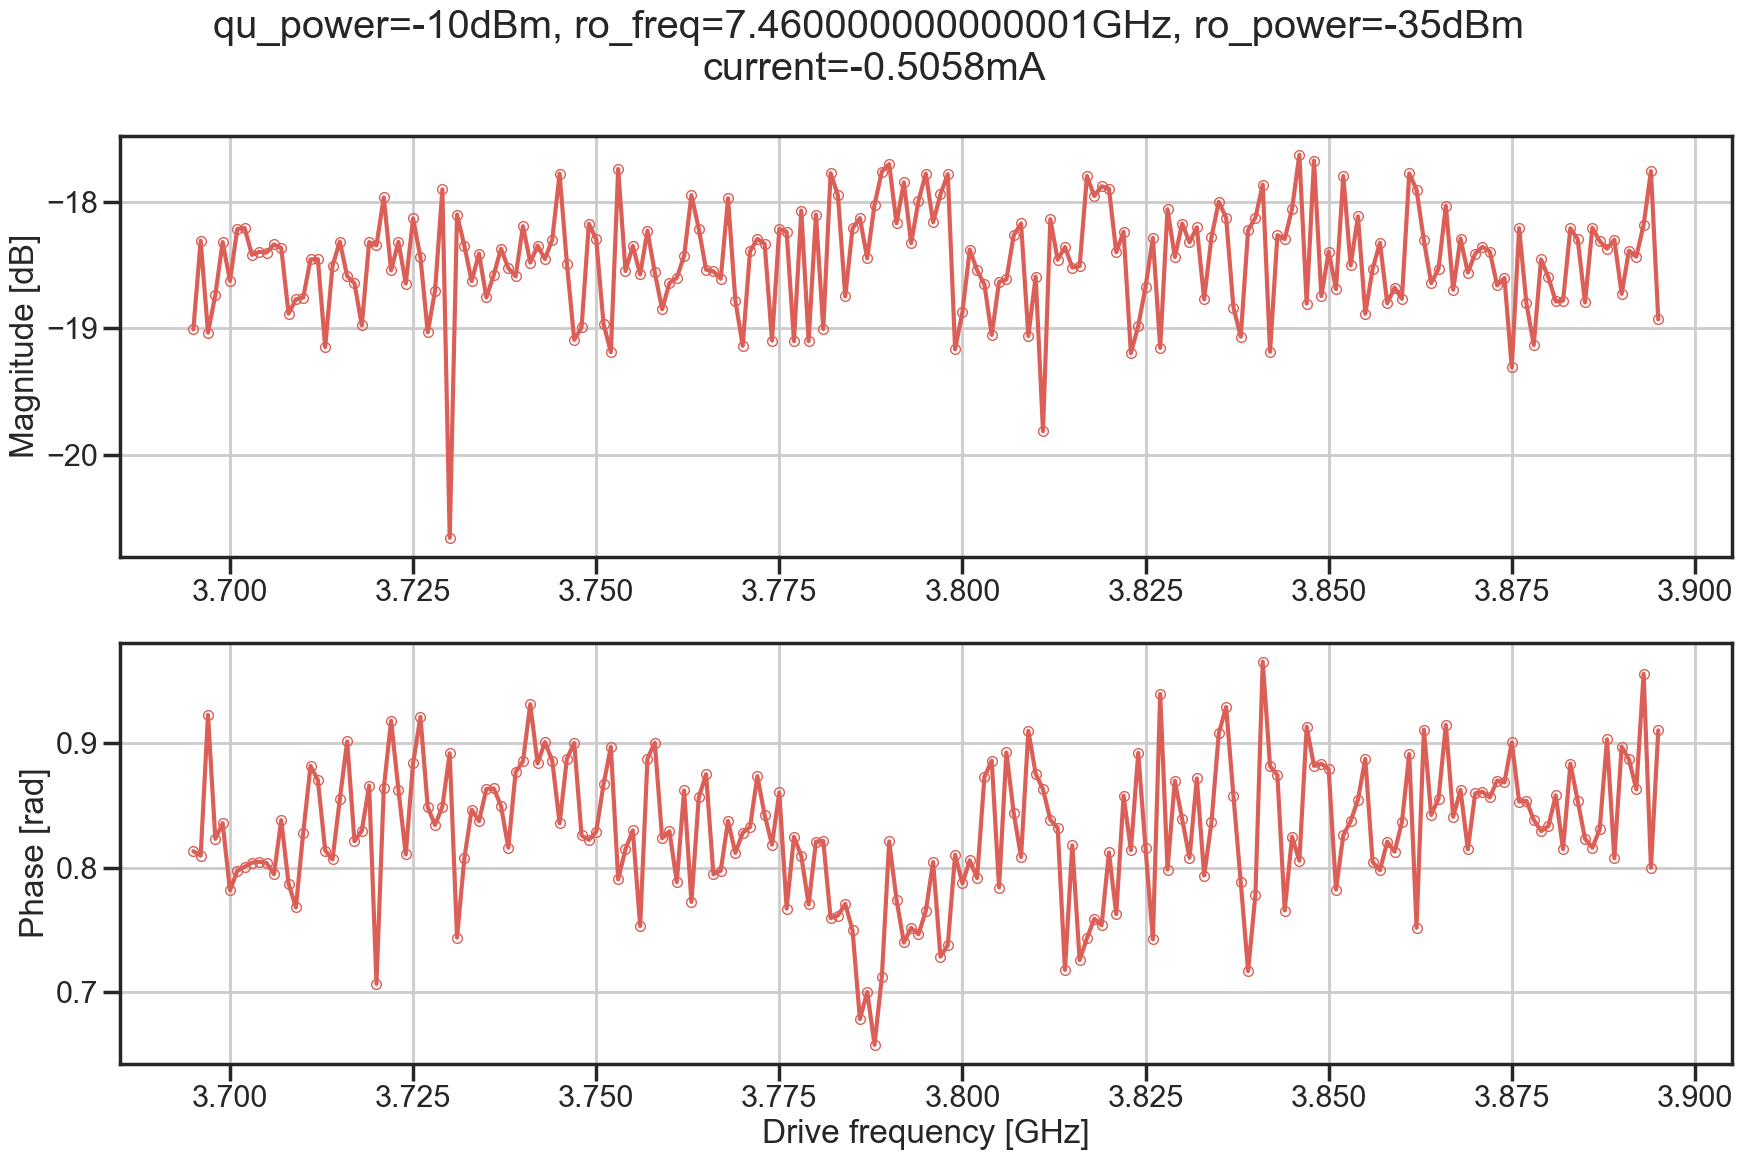 qu_power=-10dBm, ro_freq=7.460000000000001GHz, ro_power=-35dBm
current=-0.5058mA
Magnitude [dB]
−18
−19
−20
3.700 3.725 3.750 3.775 3.800 3.825 3.850 3.875 3.900
Phase [rad]
0.9
0.8
0.7
3.700 3.725 3.750 3.775 3.800 3.825 3.850 3.875 3.900
Drive frequency [GHz]